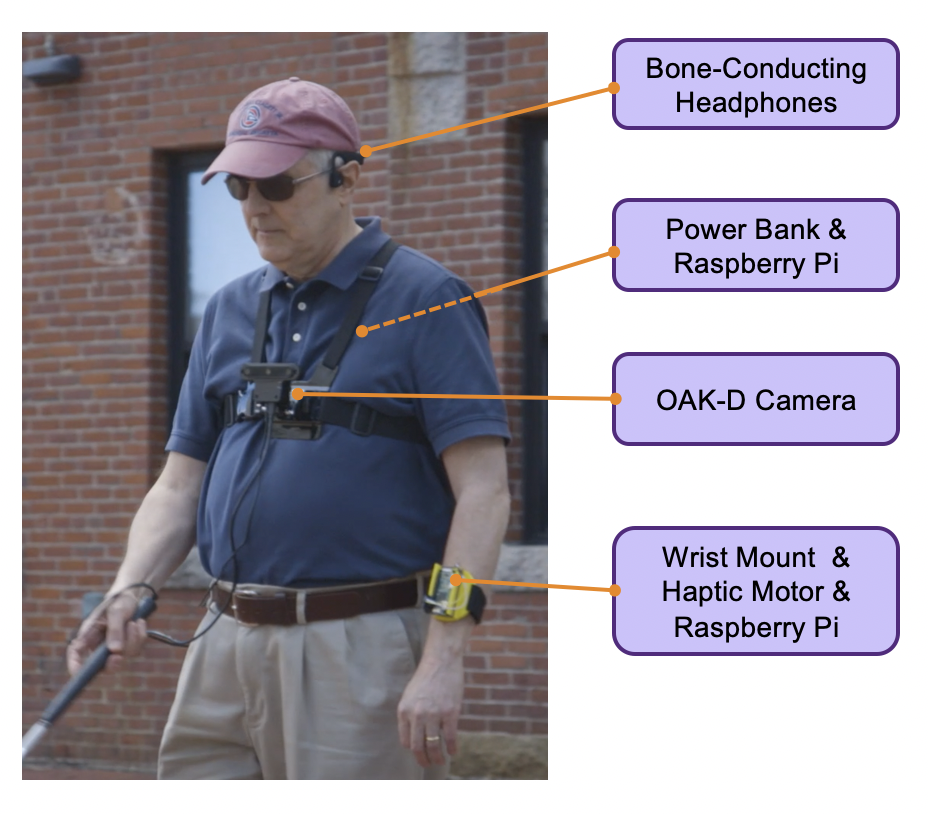 Bone-Conducting
Headphones
Power Bank &
Raspberry Pi
OAK-D Camera
Wrist Mount &
Haptic Motor &
Raspberry Pi